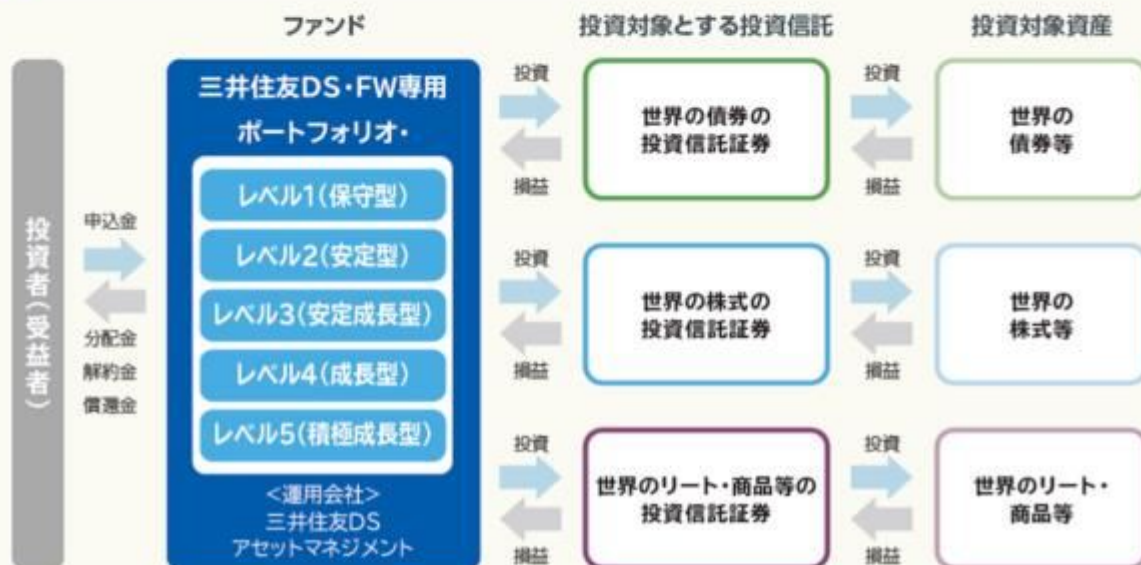 ファンド
投資対象とする投資信託
投資対象資産
投資者(受益者)
申込金
分配金
解約金
償還金
三井住友DS・FW専用
ポートフォリオ・
レベル1(保守型)
レベル2(安定型)
レベル3(安定成長型)
レベル4(成長型)
レベル5(積極成長型)
<運用会社>
三井住友DS
アセットマネジメント
投資
損益
世界の債券の
投資信託証券
投資
損益
世界の
債券等
投資
損益
世界の株式の
投資信託証券
投資
損益
世界の
株式等
投資
損益
世界のリート・商品等の
投資信託証券
投資
損益
世界のリート・
商品等